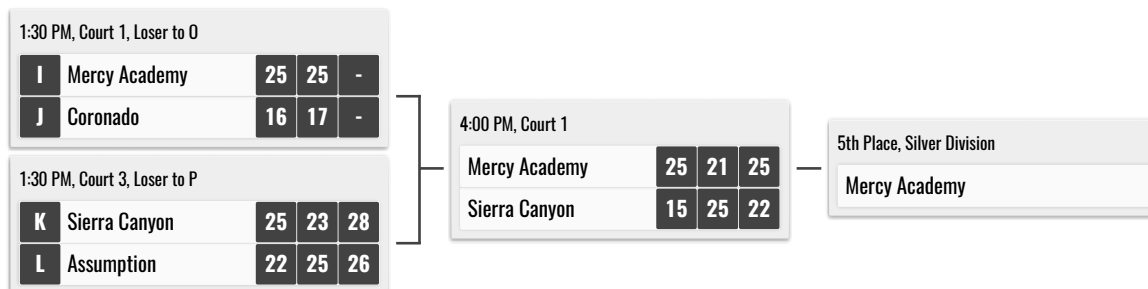 1:30 PM, Court 1, Loser to O
I Mercy Academy 25 25 -
J Coronado 16 17 -
1:30 PM, Court 3, Loser to P
K Sierra Canyon 25 23 28
L Assumption 22 25 26
4:00 PM, Court 1
Mercy Academy 25 21 25
Sierra Canyon 15 25 22
5th Place, Silver Division
Mercy Academy